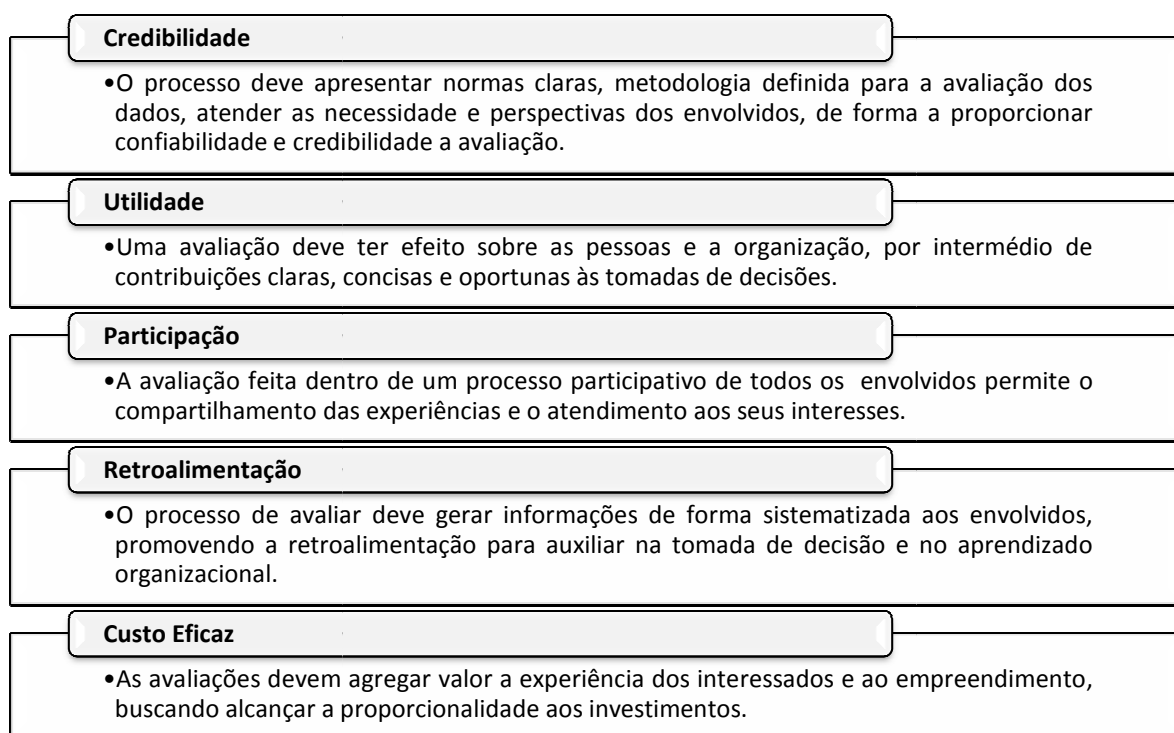 Credibilidade
•O processo deve apresentar normas claras, metodologia definida para a avaliação dos
dados, atender as necessidade e perspectivas dos envolvidos, de forma a proporcionar
confiabilidade e credibilidade a avaliação.
Utilidade
•Uma avaliação deve ter efeito sobre as pessoas e a organização, por intermédio de
contribuições claras, concisas e oportunas às tomadas de decisões.
Participação
•A avaliação feita dentro de um processo participativo de todos os envolvidos permite o
compartilhamento das experiências e o atendimento aos seus interesses.
Retroalimentação
•O processo de avaliar deve gerar informações de forma sistematizada aos envolvidos,
promovendo a retroalimentação para auxiliar na tomada de decisão e no aprendizado
organizacional.
Custo Eficaz
•As avaliações devem agregar valor a experiência dos interessados e ao empreendimento,
buscando alcançar a proporcionalidade aos investimentos.